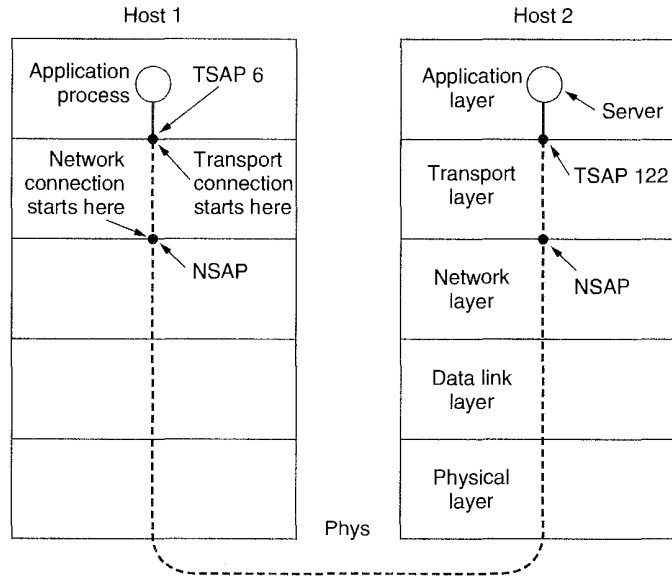 Host 1
Host 2
Application
process
TSAP 6
Network
connection
starts here
Transport
connection
starts here
NSAP
Application
layer
Server
Transport
layer
TSAP 122
Network
layer
NSAP
Data link
layer
Physical
layer
Phys